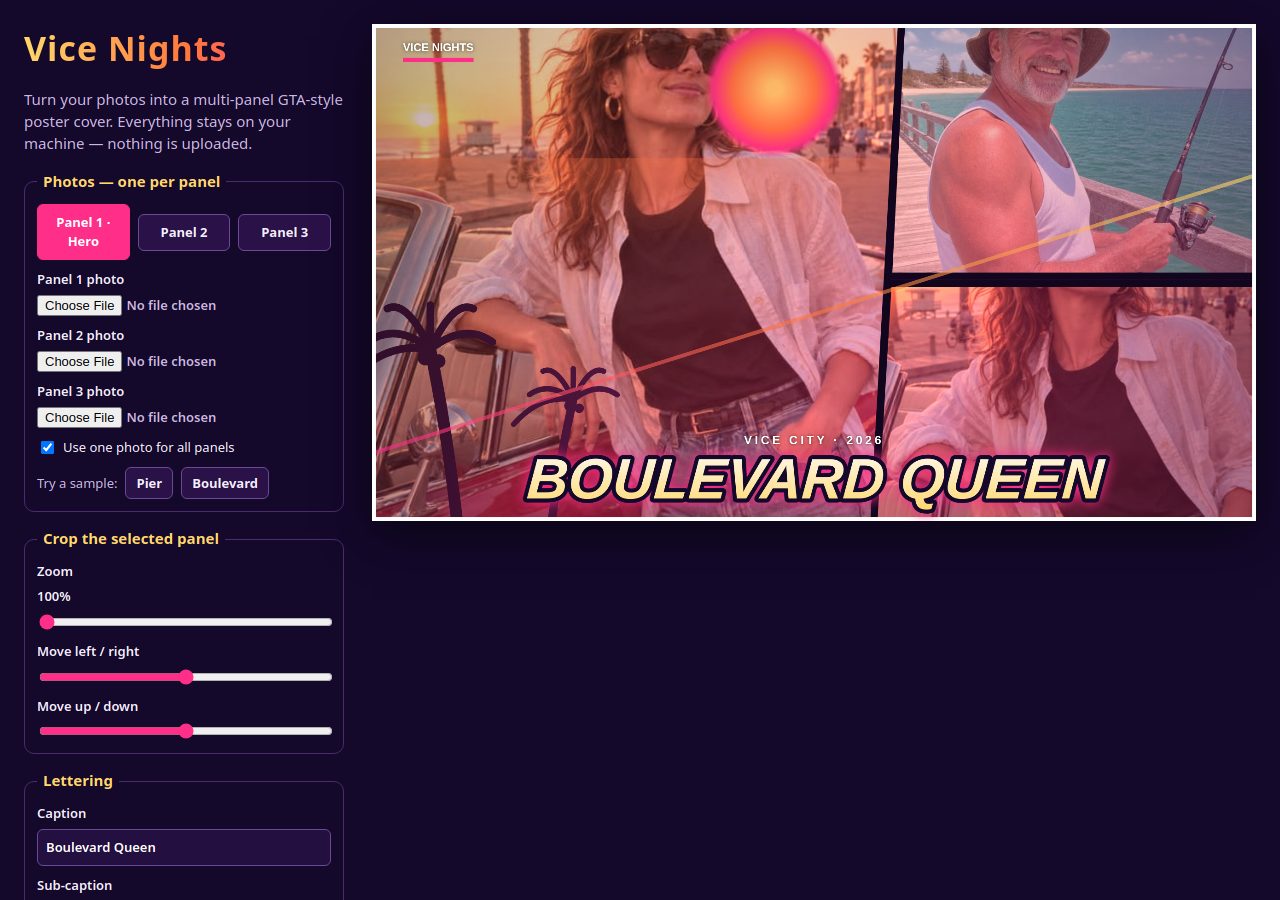 Vice Nights
Turn your photos into a multi-panel GTA-style
poster cover. Everything stays on your
machine — nothing is uploaded.
Photos — one per panel
Panel 1 ·
Hero
Panel 2
Panel 3
Panel 1 photo
Choose File No file chosen
Panel 2 photo
Choose File No file chosen
Panel 3 photo
Choose File No file chosen
Use one photo for all panels
Try a sample: Pier Boulevard
Crop the selected panel
Zoom
100%
Move left / right
Move up / down
Lettering
Caption
Boulevard Queen
Sub-caption
VICE NIGHTS
VICE CITY · 2026
BOULEVARD QUEEN